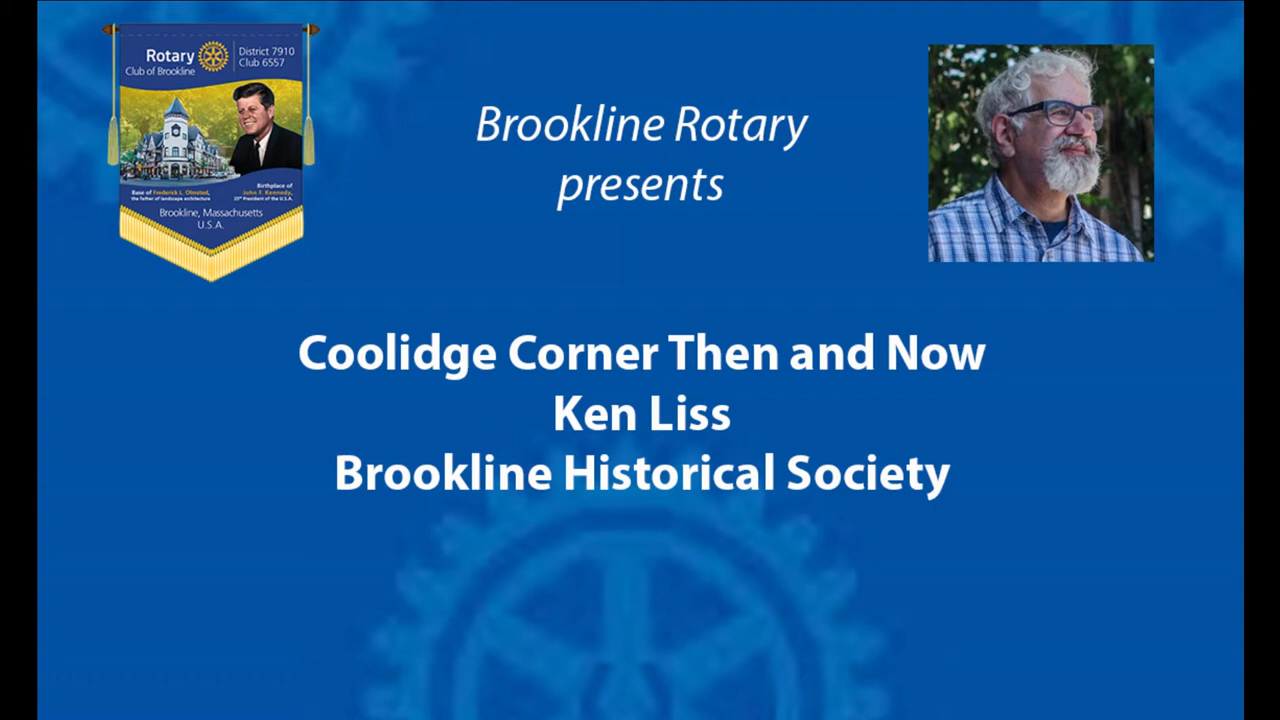 Rotary
Club of Brookline
District 7910
Club 6557
Base of Frederick L. Olmsted,
the father of landscape architecture
Birthplace of
John F. Kennedy,
35th President of the U.S.A.
Brookline, Massachusetts
U.S.A.
Brookline Rotary
presents
Coolidge Corner Then and Now
Ken Liss
Brookline Historical Society